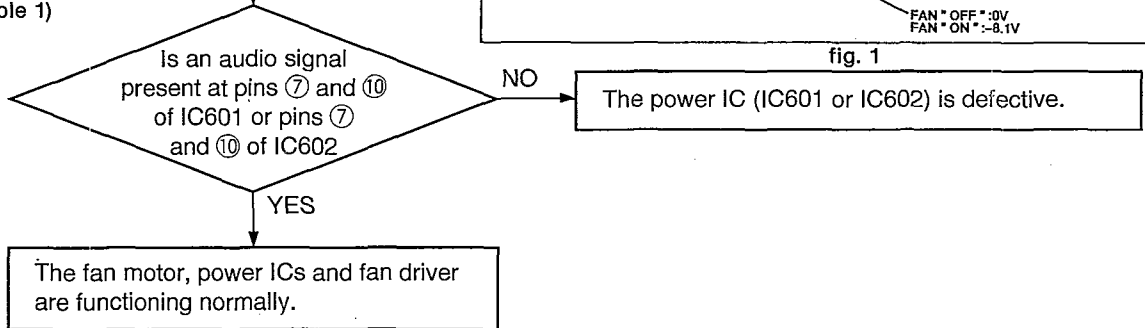 ole 1)
FAN "OFF":0V
FAN "ON":–8.1V
fig. 1
Is an audio signal
present at pins ⑦ and ⑩
of IC601 or pins ⑦
and ⑩ of IC602
NO
The power IC (IC601 or IC602) is defective.
YES
The fan motor, power ICs and fan driver
are functioning normally.